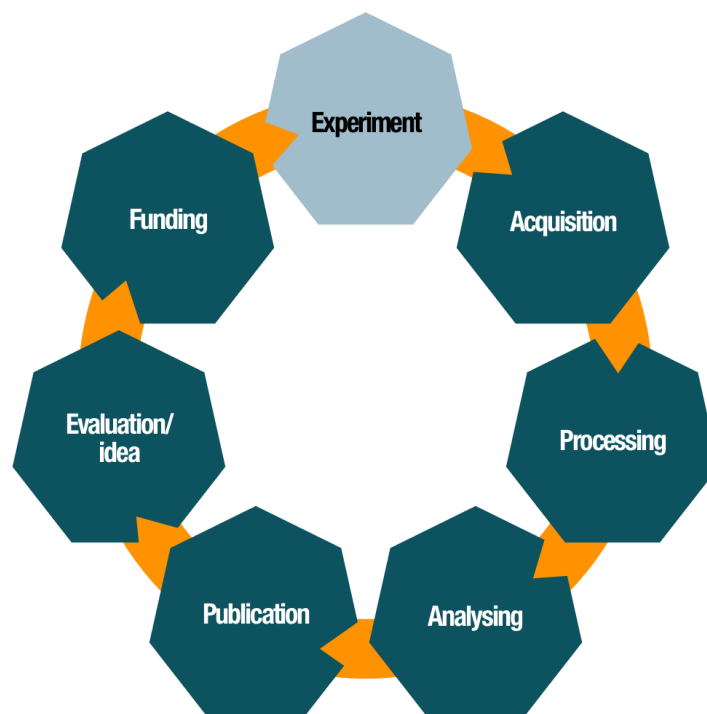 Experiment
Acquisition
Processing
Analysing
Publication
Evaluation/
idea
Funding